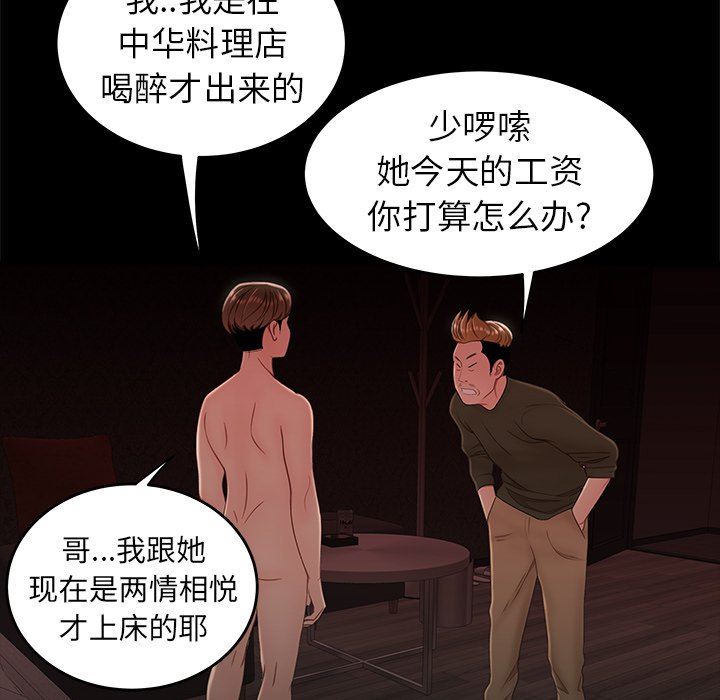 我..我是在
中华料理店
喝醉才出来的
少啰嗦
她今天的工资
你打算怎么办?
哥...我跟她
现在是两情相悦
才上床的耶